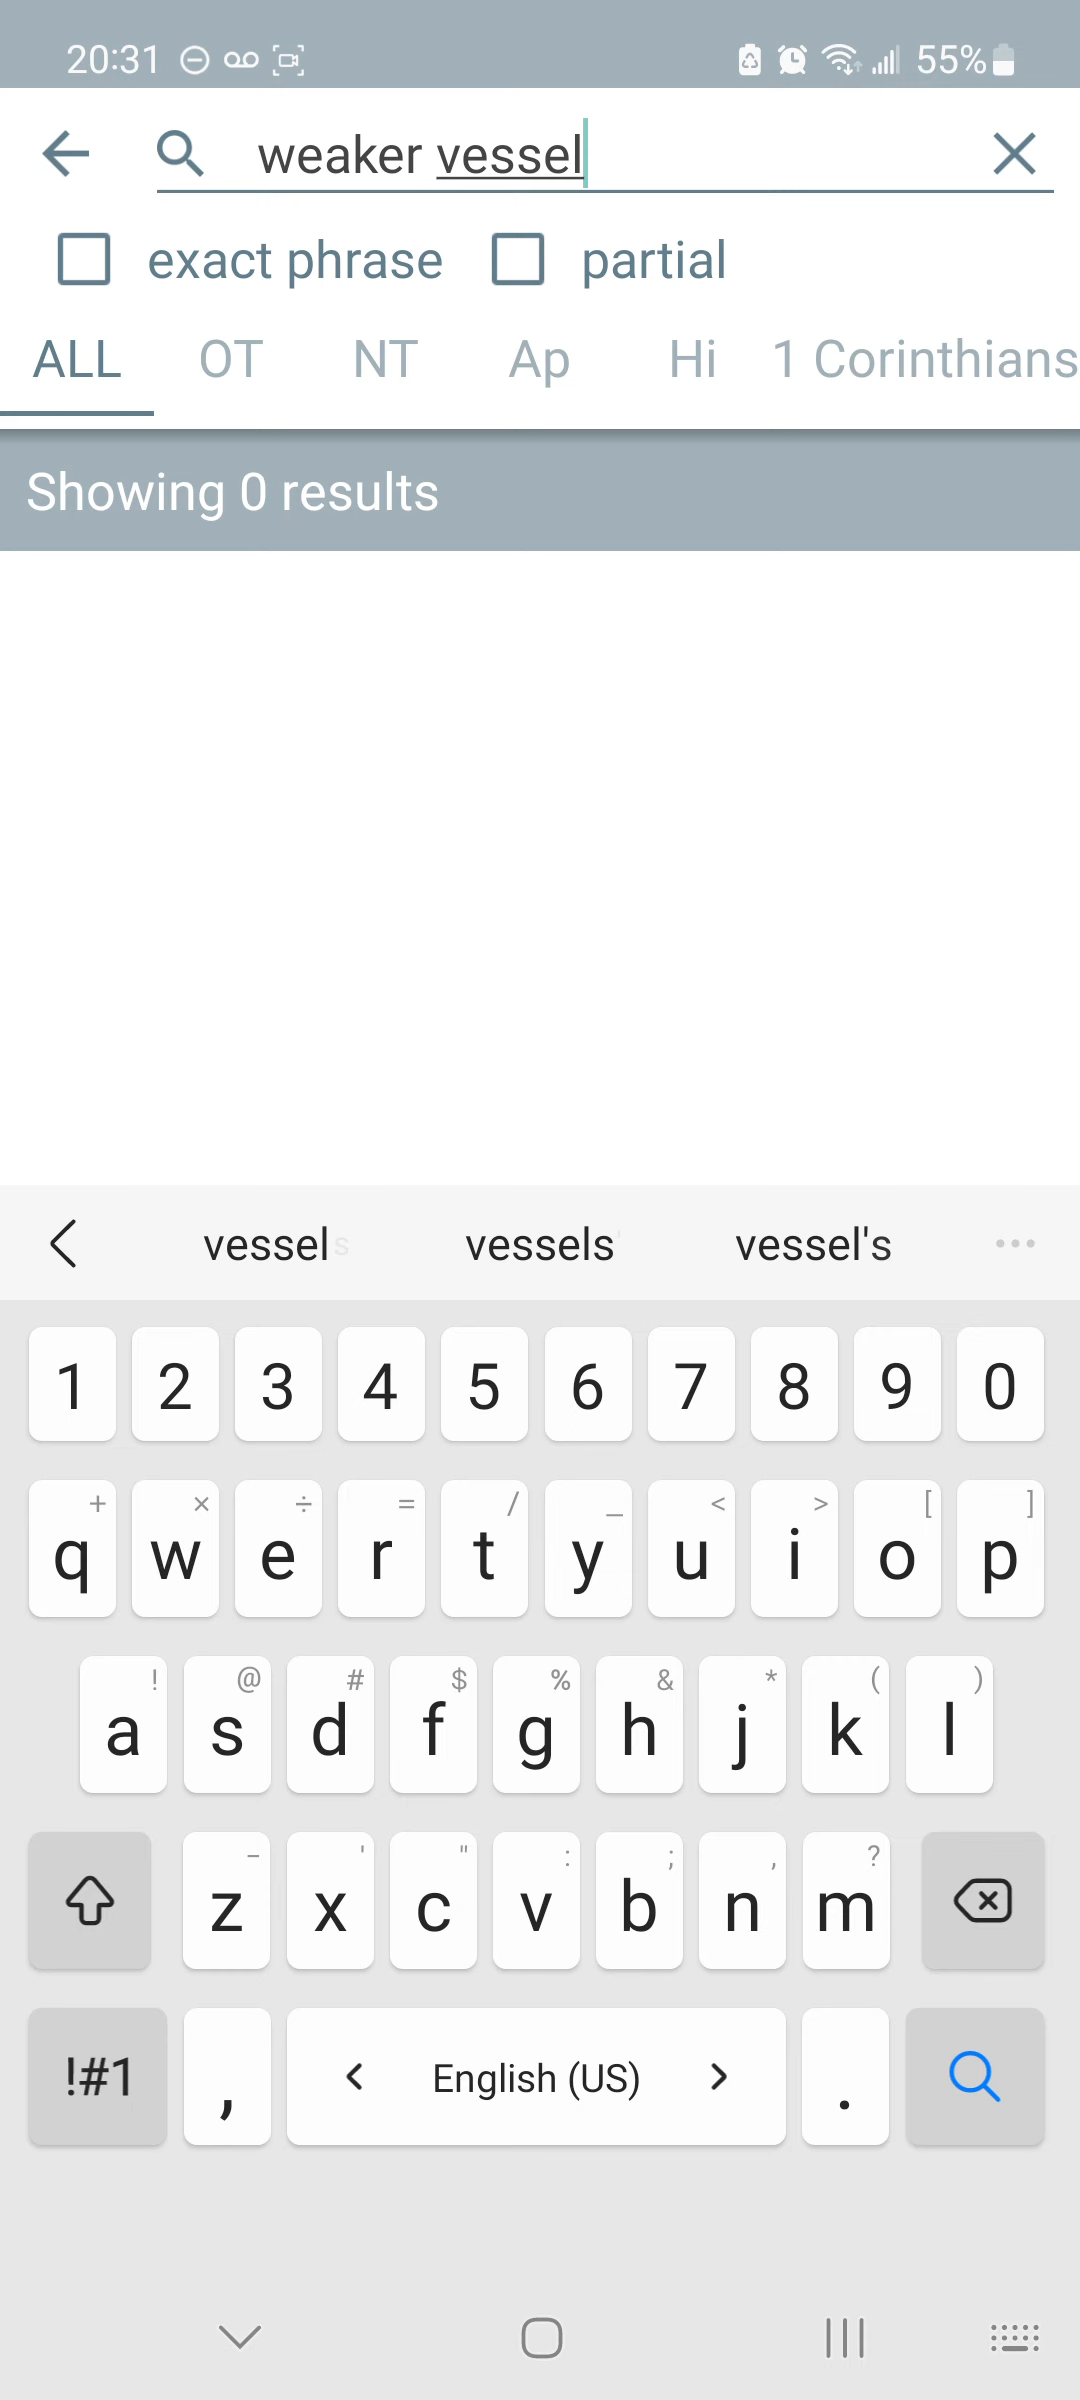 20:31 55%
weaker vessel
exact phrase partial
ALL OT NT Ap Hi 1 Corinthians
Showing 0 results
vessels vessels' vessel's
1 2 3 4 5 6 7 8 9 0
+ × ÷ = / _ < > [ ]
q w e r t y u i o p
! @ # $ % & * ( )
a s d f g h j k l
- ' " : ; , ?
z x c v b n m
!#1 , < English (US) > .